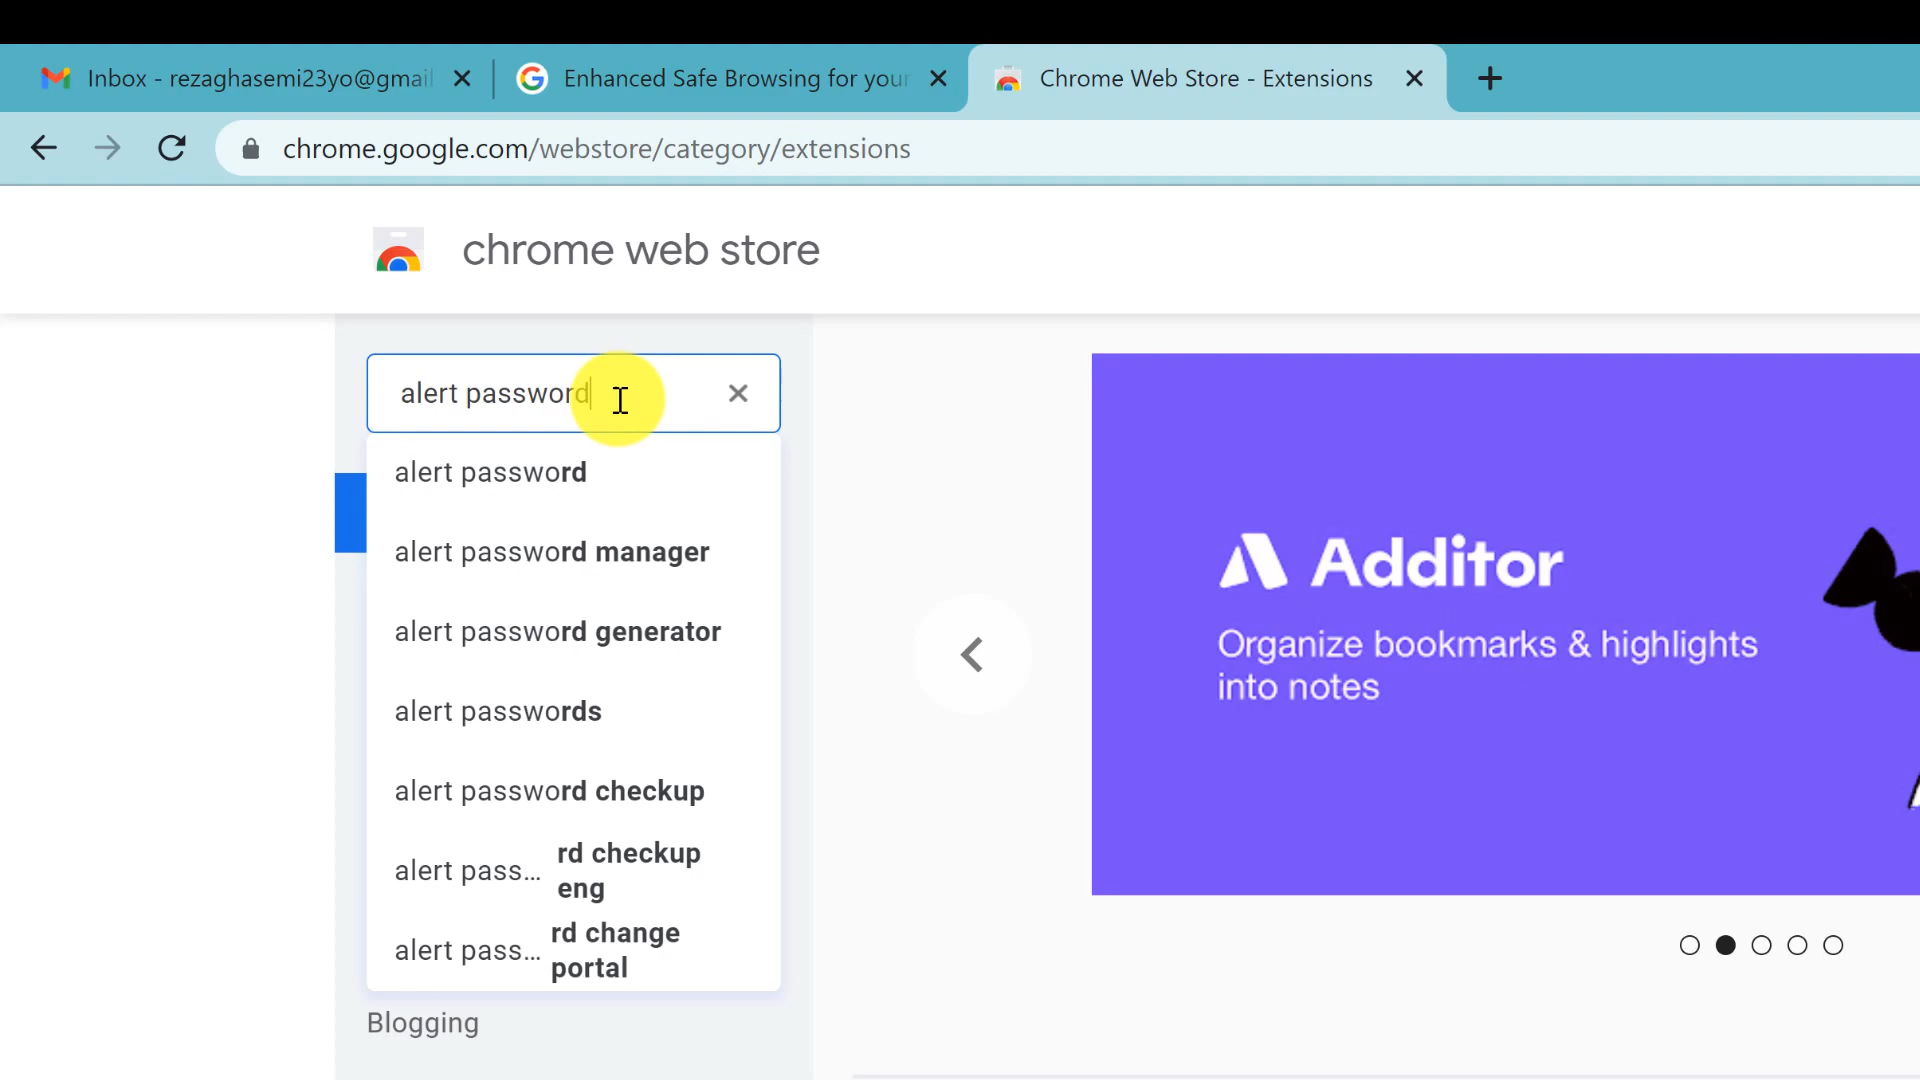 Inbox - rezaghasemi23yo@gmail
Enhanced Safe Browsing for your
Chrome Web Store - Extensions
chrome.google.com/webstore/category/extensions
chrome web store
alert password
alert password
alert password manager
alert password generator
alert passwords
alert password checkup
alert pass... rd checkup
eng
alert pass... rd change
portal
Blogging
Additor
Organize bookmarks & highlights
into notes